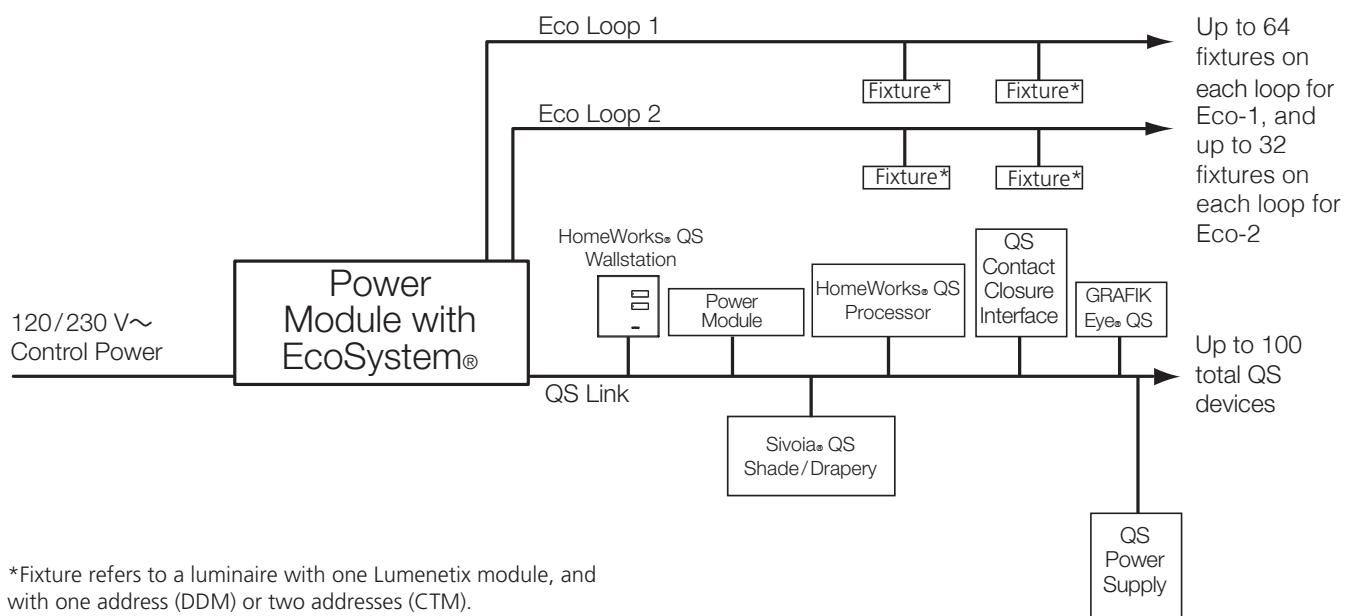 Eco Loop 1
Fixture*
Fixture*
Eco Loop 2
Fixture*
Fixture*
Up to 64
fixtures on
each loop for
Eco-1, and
up to 32
fixtures on
each loop for
Eco-2
120/230 V~
Control Power
Power
Module with
EcoSystem®
QS Link
HomeWorks® QS
Wallstation
Power
Module
HomeWorks® QS
Processor
QS
Contact
Closure
Interface
GRAFIK
Eye® QS
Up to 100
total QS
devices
Sivoia® QS
Shade/Drapery
QS
Power
Supply
*Fixture refers to a luminaire with one Lumenetix module, and
with one address (DDM) or two addresses (CTM).